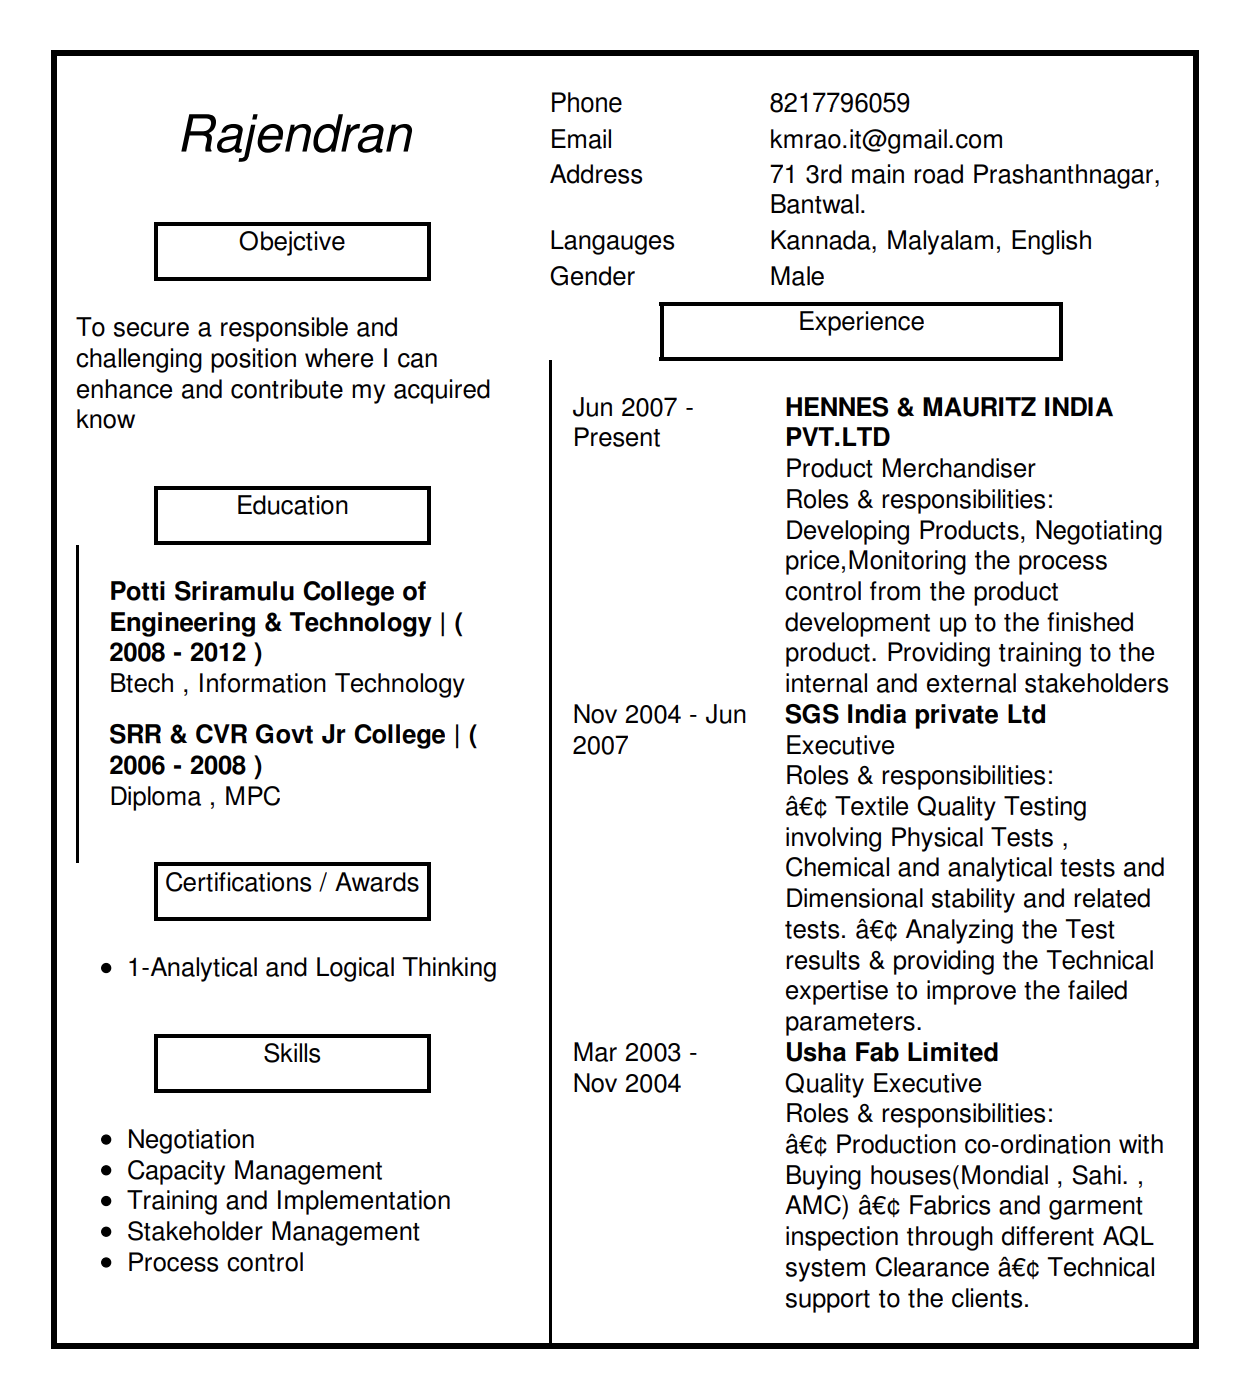 Rajendran
Obejctive
To secure a responsible and
challenging position where I can
enhance and contribute my acquired
know
Education
Potti Sriramulu College of
Engineering & Technology | (
2008 - 2012 )
Btech , Information Technology
SRR & CVR Govt Jr College | (
2006 - 2008 )
Diploma , MPC
Certifications / Awards
• 1-Analytical and Logical Thinking
Skills
• Negotiation
• Capacity Management
• Training and Implementation
• Stakeholder Management
• Process control
Phone 8217796059
Email kmrao.it@gmail.com
Address 71 3rd main road Prashanthnagar,
Bantwal.
Langauges Kannada, Malyalam, English
Gender Male
Experience
Jun 2007 -
Present
HENNES & MAURITZ INDIA
PVT.LTD
Product Merchandiser
Roles & responsibilities:
Developing Products, Negotiating
price,Monitoring the process
control from the product
development up to the finished
product. Providing training to the
internal and external stakeholders
Nov 2004 - Jun
2007
SGS India private Ltd
Executive
Roles & responsibilities:
â€¢ Textile Quality Testing
involving Physical Tests ,
Chemical and analytical tests and
Dimensional stability and related
tests. â€¢ Analyzing the Test
results & providing the Technical
expertise to improve the failed
parameters.
Mar 2003 -
Nov 2004
Usha Fab Limited
Quality Executive
Roles & responsibilities:
â€¢ Production co-ordination with
Buying houses(Mondial , Sahi. ,
AMC) â€¢ Fabrics and garment
inspection through different AQL
system Clearance â€¢ Technical
support to the clients.